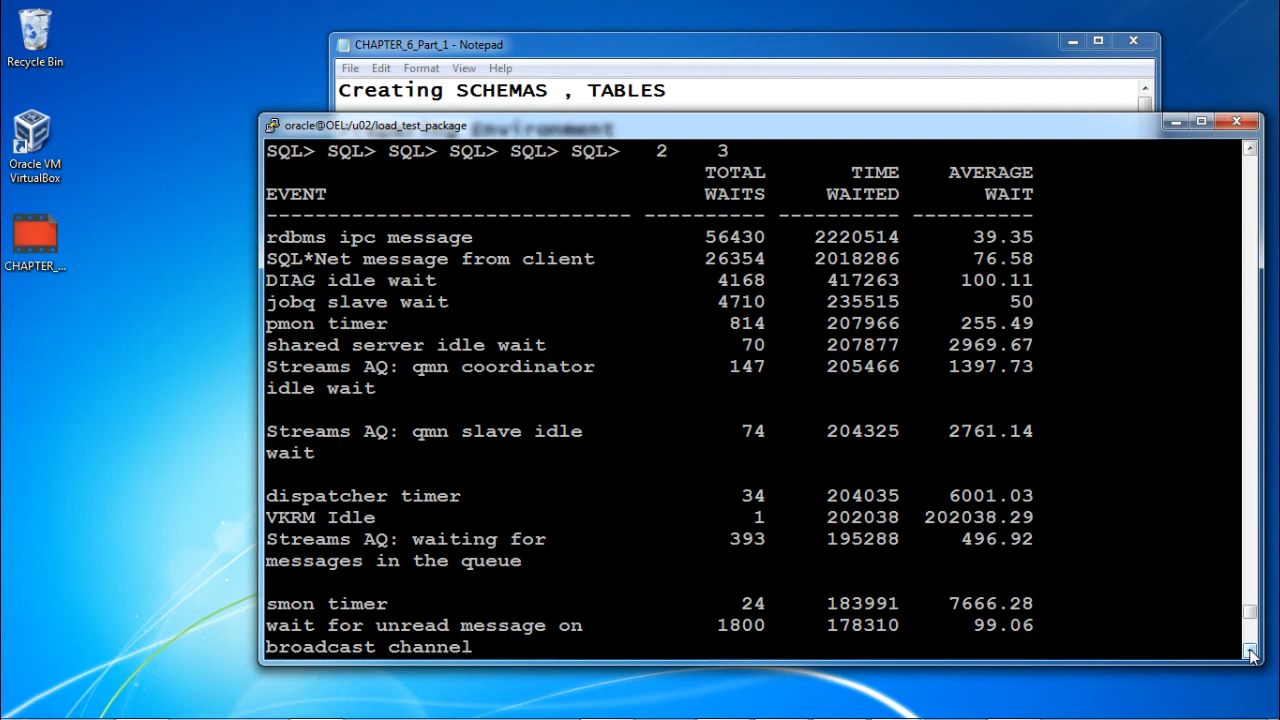 Recycle Bin
Oracle VM
VirtualBox
CHAPTER_...
CHAPTER_6_Part_1 - Notepad
File Edit Format View Help
Creating SCHEMAS , TABLES
Environment
oracle@OEL:/u02/load_test_package
SQL> SQL> SQL> SQL> SQL> SQL> 2 3
TOTAL TIME AVERAGE
EVENT WAITS WAITED WAIT
------------------------------ ---------- ---------- ----------
rdbms ipc message 56430 2220514 39.35
SQL*Net message from client 26354 2018286 76.58
DIAG idle wait 4168 417263 100.11
jobq slave wait 4710 235515 50
pmon timer 814 207966 255.49
shared server idle wait 70 207877 2969.67
Streams AQ: qmn coordinator 147 205466 1397.73
idle wait
Streams AQ: qmn slave idle 74 204325 2761.14
wait
dispatcher timer 34 204035 6001.03
VKRM Idle 1 202038 202038.29
Streams AQ: waiting for 393 195288 496.92
messages in the queue
smon timer 24 183991 7666.28
wait for unread message on 1800 178310 99.06
broadcast channel